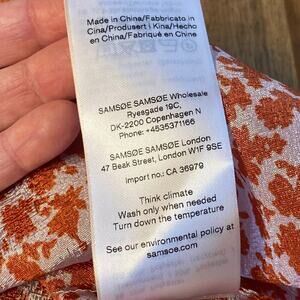 Made in China/Fabbricato in
Cina/Produsert i Kina/Hecho
en China/Fabriqué en Chine
SAMSØE SAMSØE Wholesale
Ryesgade 19C,
DK-2200 Copenhagen N
Phone: +4535371166
SAMSØE SAMSØE London
47 Beak Street, London W1F 9SE
Import no.: CA 36979
Think climate
Wash only when needed
Turn down the temperature
See our environmental policy at
samsoe.com